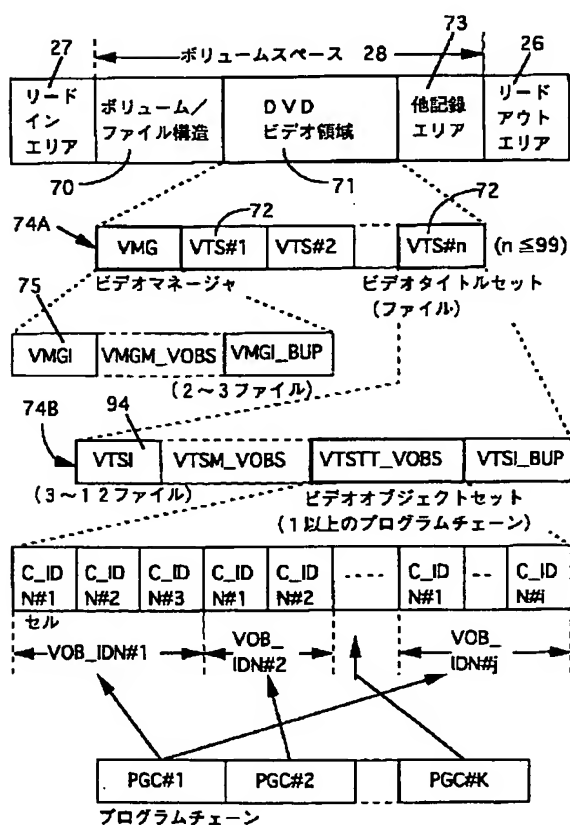 27
ボリュームスペース 28
73
26
リード
イン
エリア
ボリューム/
ファイル構造
DVD
ビデオ領域
他記録
エリア
リード
アウト
エリア
70
71
74A
72
72
VMG
VTS#1
VTS#2
VTS#n
(n≦99)
ビデオマネージャ
ビデオタイトルセット
(ファイル)
75
VMGI
VMGM_VOBS
VMGI_BUP
(2〜3ファイル)
74B
94
VTSI
VTSM_VOBS
VTSTT_VOBS
VTSI_BUP
(3〜12ファイル)
ビデオオブジェクトセット
(1以上のプログラムチェーン)
C_ID
N#1
C_ID
N#2
C_ID
N#3
C_ID
N#1
C_ID
N#2
C_ID
N#1
C_ID
N#i
セル
VOB_IDN#1
VOB_
IDN#2
VOB_
IDN#j
PGC#1
PGC#2
PGC#K
プログラムチェーン